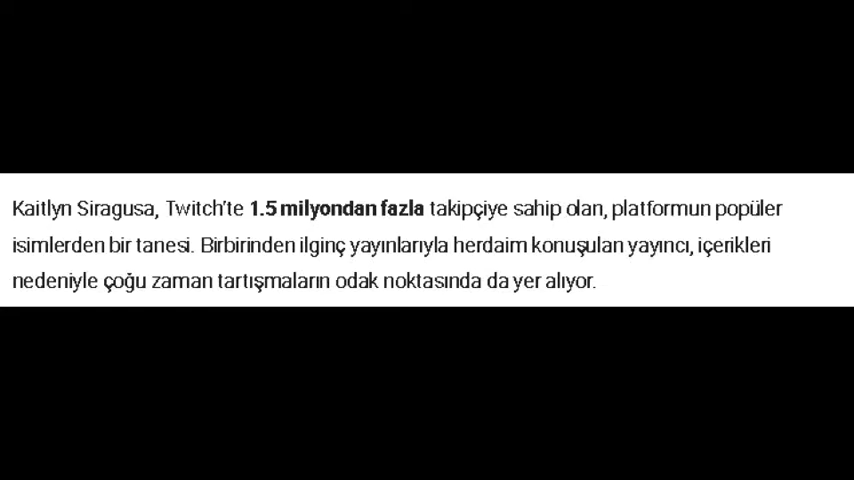 Kaitlyn Siragusa, Twitch'te 1.5 milyondan fazla takipçiye sahip olan, platformun popüler
isimlerden bir tanesi. Birbirinden ilginç yayınlarıyla herdaim konuşulan yayıncı, içerikleri
nedeniyle çoğu zaman tartışmaların odak noktasında da yer alıyor.